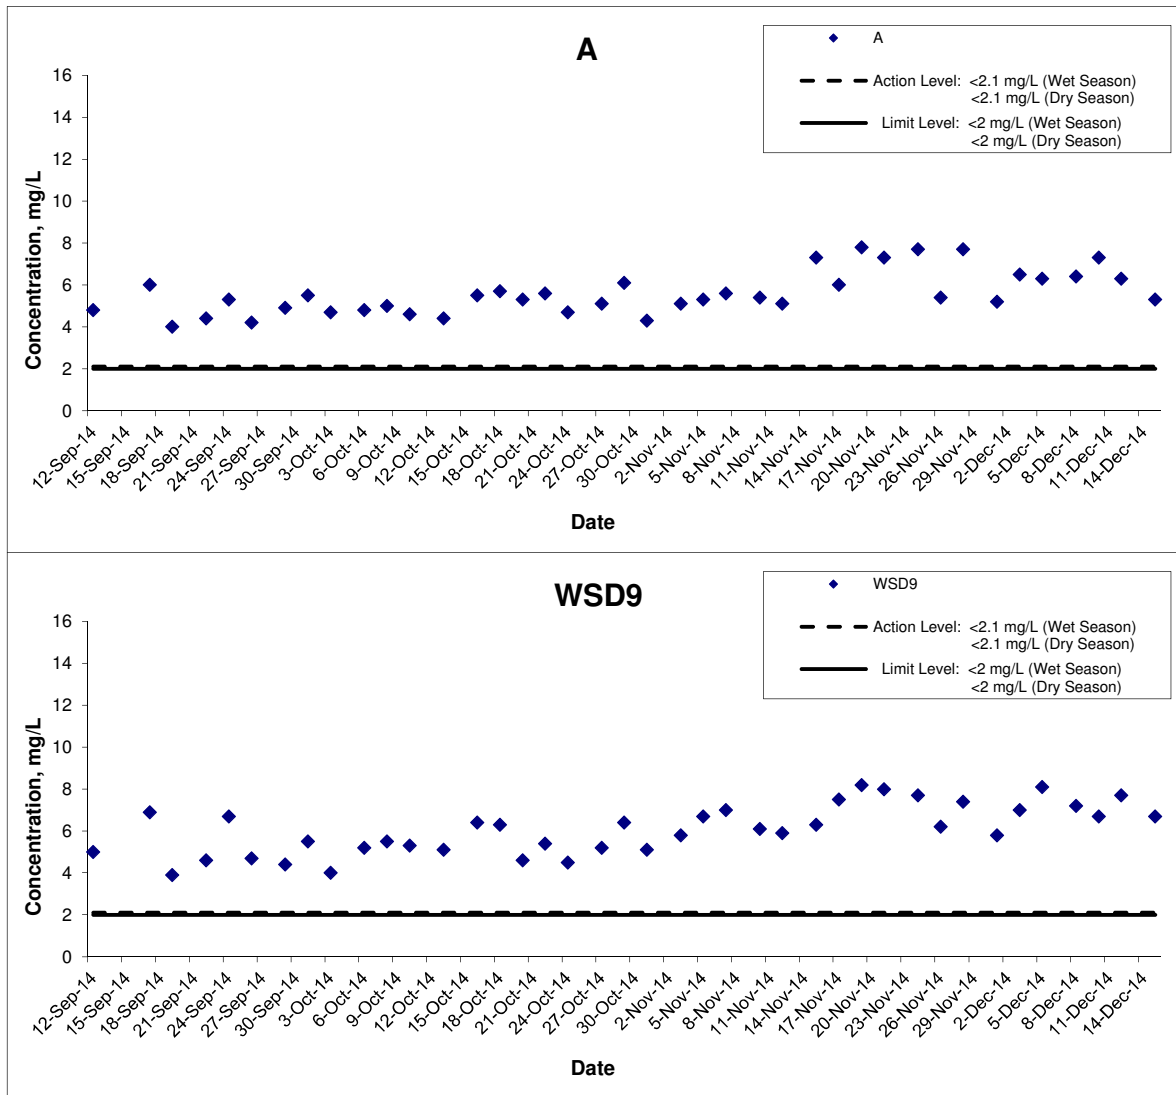 A
A
Action Level: <2.1 mg/L (Wet Season)
<2.1 mg/L (Dry Season)
Limit Level: <2 mg/L (Wet Season)
<2 mg/L (Dry Season)
Concentration, mg/L
16
14
12
10
8
6
4
2
0
12-Sep-14
15-Sep-14
18-Sep-14
21-Sep-14
24-Sep-14
27-Sep-14
30-Sep-14
3-Oct-14
6-Oct-14
9-Oct-14
12-Oct-14
15-Oct-14
18-Oct-14
21-Oct-14
24-Oct-14
27-Oct-14
30-Oct-14
2-Nov-14
5-Nov-14
8-Nov-14
11-Nov-14
14-Nov-14
17-Nov-14
20-Nov-14
23-Nov-14
26-Nov-14
29-Nov-14
2-Dec-14
5-Dec-14
8-Dec-14
11-Dec-14
14-Dec-14
Date
WSD9
WSD9
Action Level: <2.1 mg/L (Wet Season)
<2.1 mg/L (Dry Season)
Limit Level: <2 mg/L (Wet Season)
<2 mg/L (Dry Season)
Concentration, mg/L
16
14
12
10
8
6
4
2
0
12-Sep-14
15-Sep-14
18-Sep-14
21-Sep-14
24-Sep-14
27-Sep-14
30-Sep-14
3-Oct-14
6-Oct-14
9-Oct-14
12-Oct-14
15-Oct-14
18-Oct-14
21-Oct-14
24-Oct-14
27-Oct-14
30-Oct-14
2-Nov-14
5-Nov-14
8-Nov-14
11-Nov-14
14-Nov-14
17-Nov-14
20-Nov-14
23-Nov-14
26-Nov-14
29-Nov-14
2-Dec-14
5-Dec-14
8-Dec-14
11-Dec-14
14-Dec-14
Date